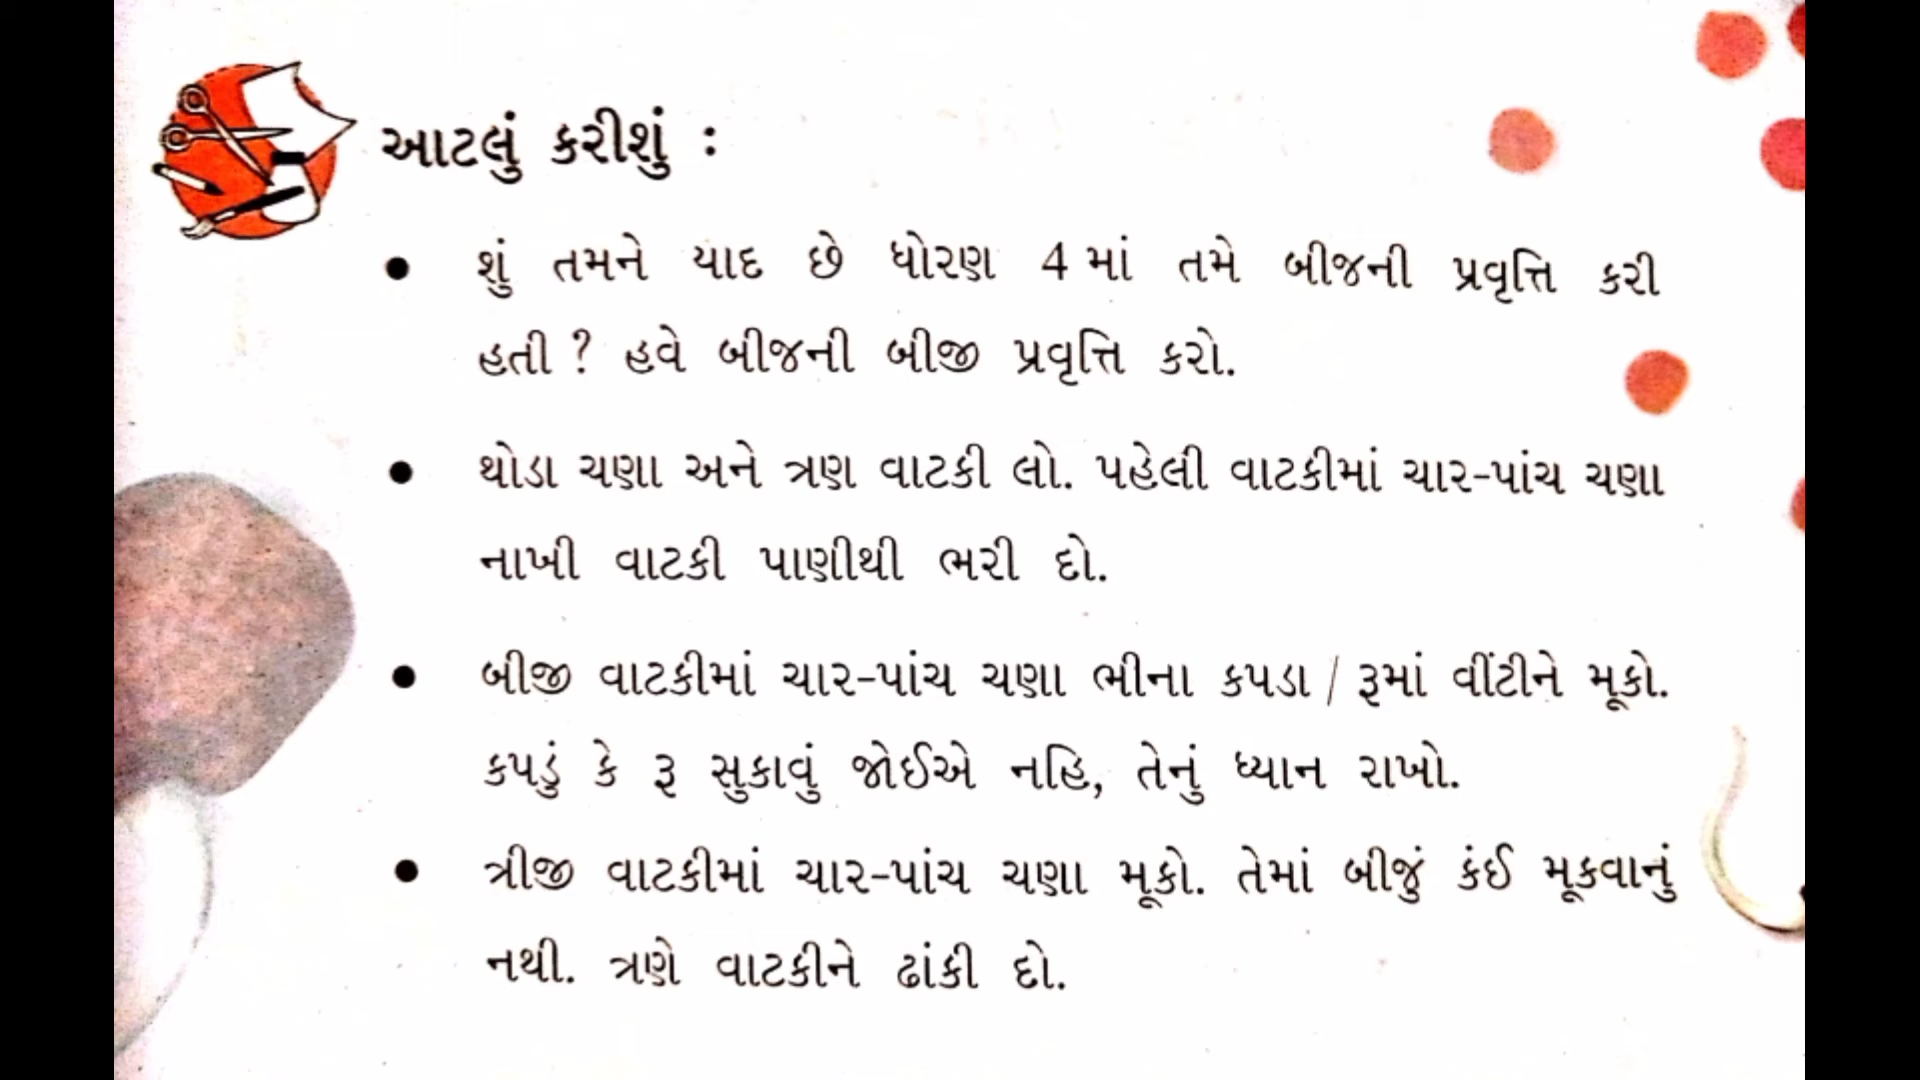 આટલું કરીશું :
• શું તમને યાદ છે ધોરણ 4 માં તમે બીજની પ્રવૃત્તિ કરી
હતી ? હવે બીજની બીજી પ્રવૃત્તિ કરો.
• થોડા ચણા અને ત્રણ વાટકી લો. પહેલી વાટકીમાં ચાર-પાંચ ચણા
નાખી વાટકી પાણીથી ભરી દો.
• બીજી વાટકીમાં ચાર-પાંચ ચણા ભીના કપડા / રૂમાં વીંટીને મૂકો.
કપડું કે રૂ સુકાવું જોઈએ નહિ, તેનું ધ્યાન રાખો.
• ત્રીજી વાટકીમાં ચાર-પાંચ ચણા મૂકો. તેમાં બીજું કંઈ મૂકવાનું
નથી. ત્રણે વાટકીને ઢાંકી દો.